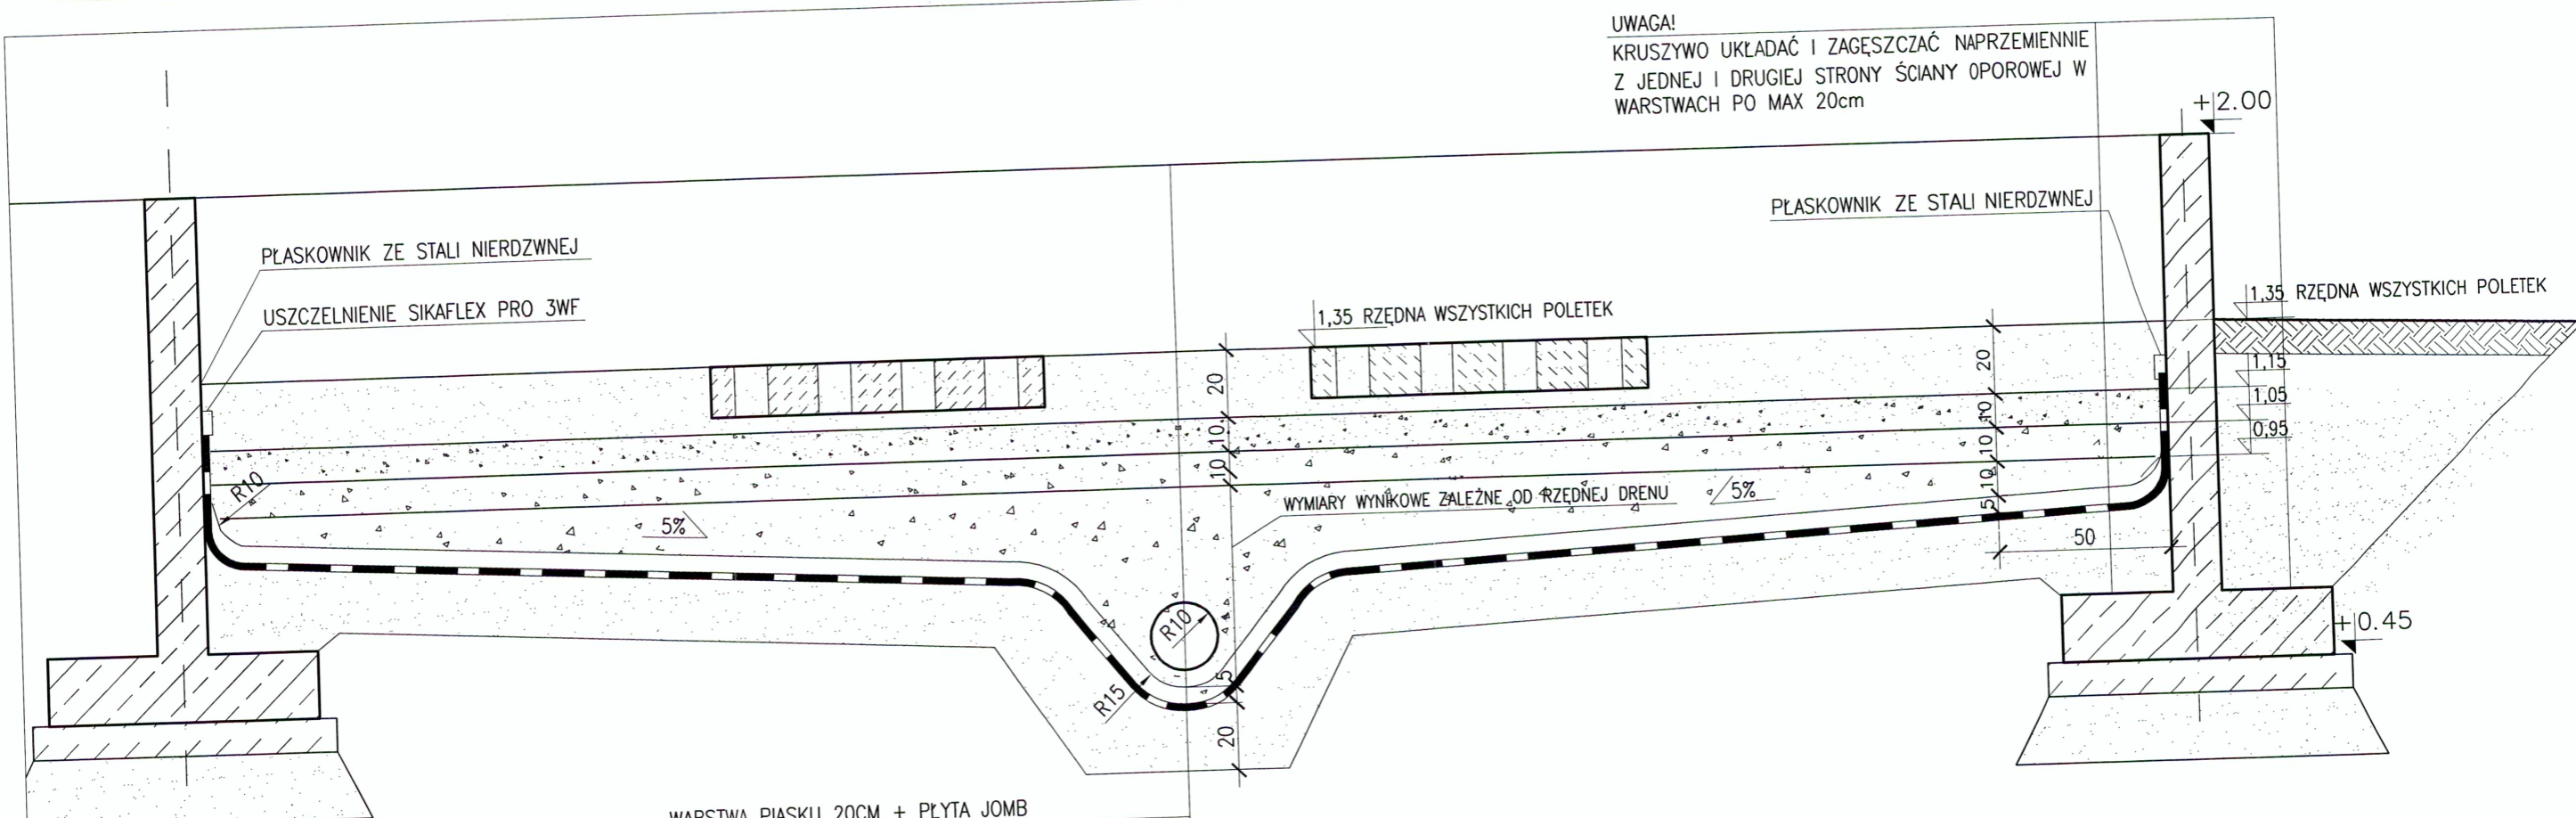 UWAGA!
KRUSZYWO UKŁADAĆ I ZAGĘSZCZAĆ NAPRZEMIENNIE
Z JEDNEJ I DRUGIEJ STRONY ŚCIANY OPOROWEJ W
WARSTWACH PO MAX 20cm
+2.00
PŁASKOWNIK ZE STALI NIERDZWNEJ
PŁASKOWNIK ZE STALI NIERDZWNEJ
USZCZELNIENIE SIKAFLEX PRO 3WF
1,35 RZĘDNA WSZYSTKICH POLETEK
1,35 RZĘDNA WSZYSTKICH POLETEK
20
20
1,15
1,05
0,95
10
10
10
10
10
5
R10
WYMIARY WYNIKOWE ZALEŻNE OD RZĘDNEJ DRENU
5%
5%
50
R10
R15
5
20
+0.45
WARSTWA PIASKU 20CM + PŁYTA JOMB